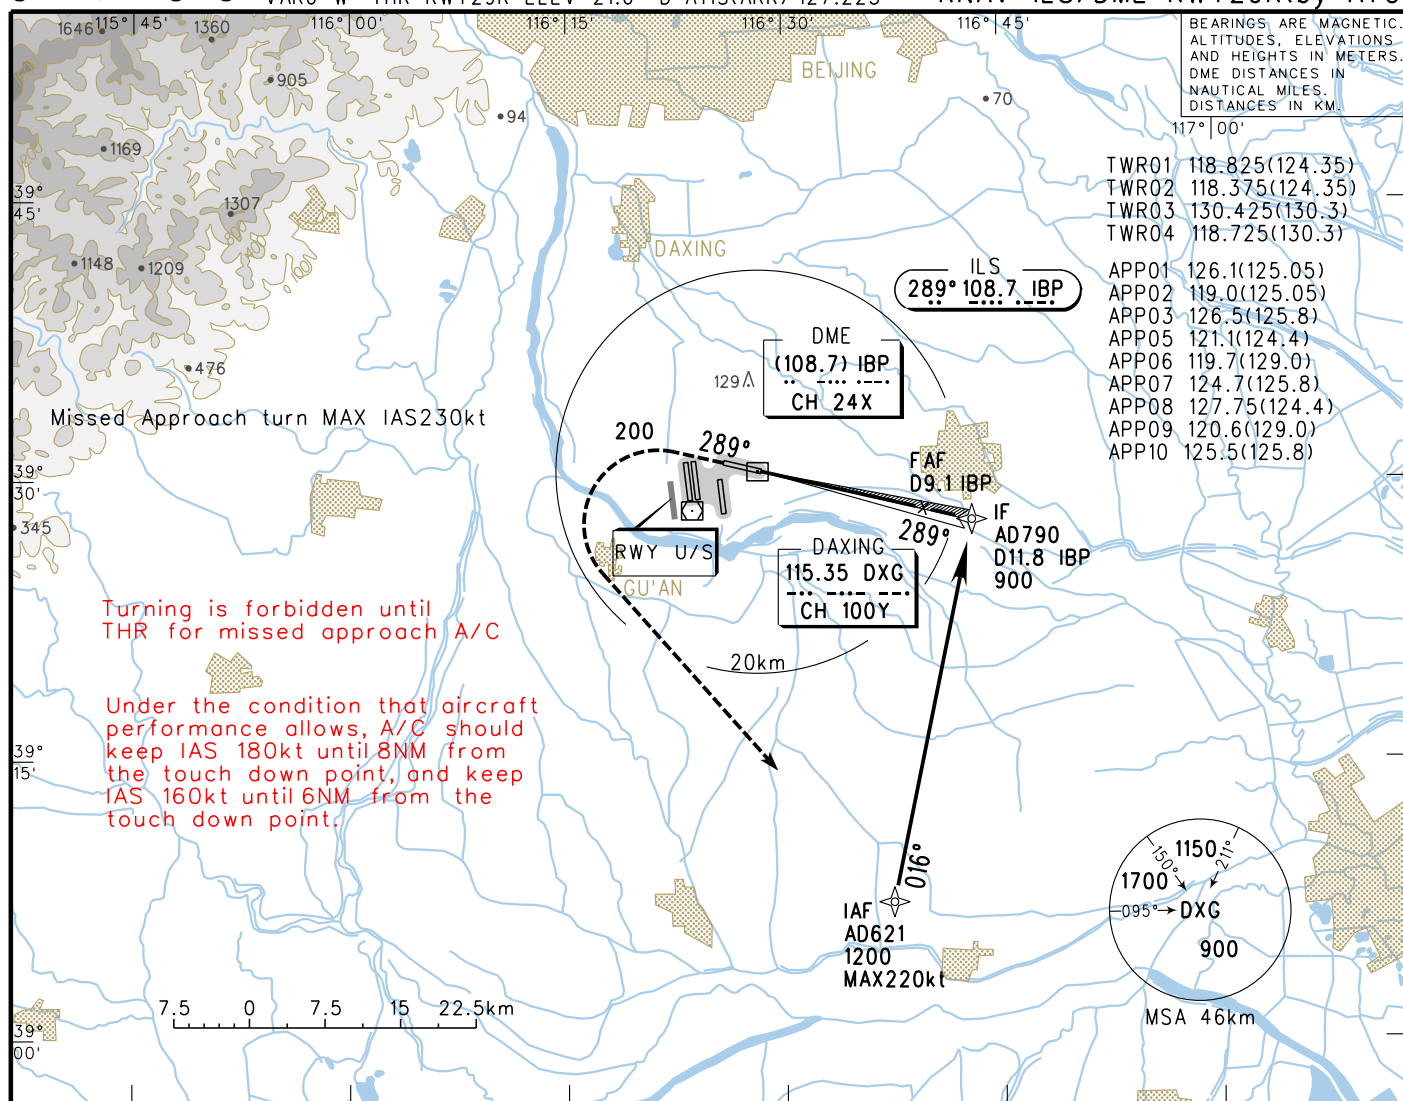 VAR6°W THR RWY29R ELEV 21.6 D-ATIS(ARR) 127.225
115°45' 116°00' 116°15' 116°30' 116°45'
BEARINGS ARE MAGNETIC.
ALTITUDES, ELEVATIONS
AND HEIGHTS IN METERS.
DME DISTANCES IN
NAUTICAL MILES.
DISTANCES IN KM.
117°00'
1646
1360
905
BEIJING
70
94
1169
39°
45'
1307
1148
1209
DAXING
TWR01 118.825(124.35)
TWR02 118.375(124.35)
TWR03 130.425(130.3)
TWR04 118.725(130.3)
APP01 126.1(125.05)
APP02 119.0(125.05)
APP03 126.5(125.8)
APP05 121.1(124.4)
APP06 119.7(129.0)
APP07 124.7(125.8)
APP08 127.75(124.4)
APP09 120.6(129.0)
APP10 125.5(125.8)
ILS
289° 108.7 IBP
DME
(108.7) IBP
CH 24X
129
476
Missed Approach turn MAX IAS230kt
200
289°
39°
30'
345
FAF
D9.1 IBP
289°
IF
AD790
D11.8 IBP
900
RWY U/S
GU'AN
DAXING
115.35 DXG
CH 100Y
20km
Turning is forbidden until
THR for missed approach A/C
Under the condition that aircraft
performance allows, A/C should
keep IAS 180kt until 8NM from
the touch down point, and keep
IAS 160kt until 6NM from the
touch down point.
39°
15'
016°
IAF
AD621
1200
MAX220kt
150°
1150
211°
1700
095°
DXG
900
MSA 46km
7.5 0 7.5 15 22.5km
39°
00'